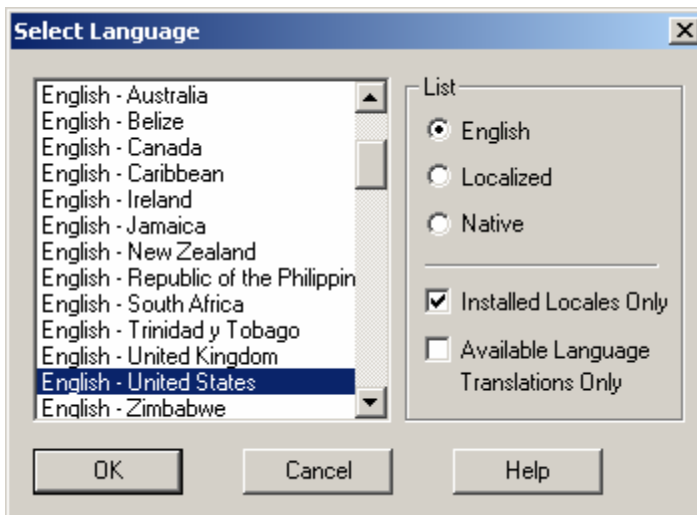 Select Language
English - Australia
English - Belize
English - Canada
English - Caribbean
English - Ireland
English - Jamaica
English - New Zealand
English - Republic of the Philippin
English - South Africa
English - Trinidad y Tobago
English - United Kingdom
English - United States
English - Zimbabwe
List
English
Localized
Native
Installed Locales Only
Available Language
Translations Only
OK
Cancel
Help